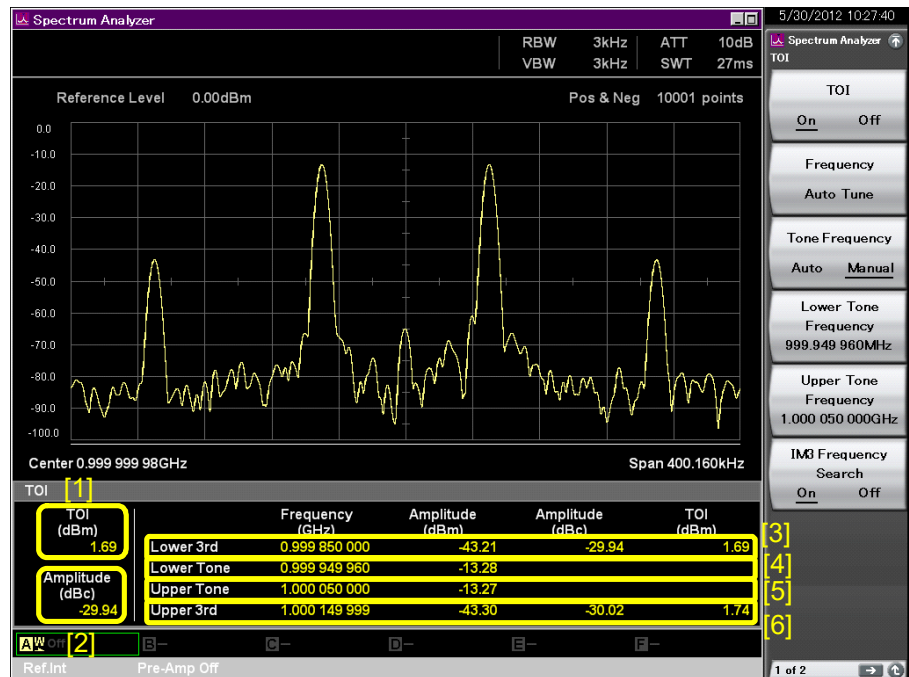 Spectrum Analyzer
5/30/2012 10:27:40
RBW 3kHz ATT 10dB
VBW 3kHz SWT 27ms
Reference Level 0.00dBm Pos & Neg 10001 points
0.0
-10.0
-20.0
-30.0
-40.0
-50.0
-60.0
-70.0
-80.0
-90.0
-100.0
Center 0.999 999 98GHz Span 400.160kHz
TOI [1]
TOI
(dBm)
1.69
Amplitude
(dBc)
-29.94
[2]
Frequency
(GHz)
Amplitude
(dBm)
Amplitude
(dBc)
TOI
(dBm)
Lower 3rd 0.999 850 000 -43.21 -29.94 1.69 [3]
Lower Tone 0.999 949 960 -13.28 [4]
Upper Tone 1.000 050 000 -13.27 [5]
Upper 3rd 1.000 149 999 -43.30 -30.02 1.74 [6]
A W Off B- C- D- E- F-
Ref.Int Pre-Amp Off
Spectrum Analyzer
TOI
TOI
On Off
Frequency
Auto Tune
Tone Frequency
Auto Manual
Lower Tone
Frequency
999.949 960MHz
Upper Tone
Frequency
1.000 050 000GHz
IM3 Frequency
Search
On Off
1 of 2